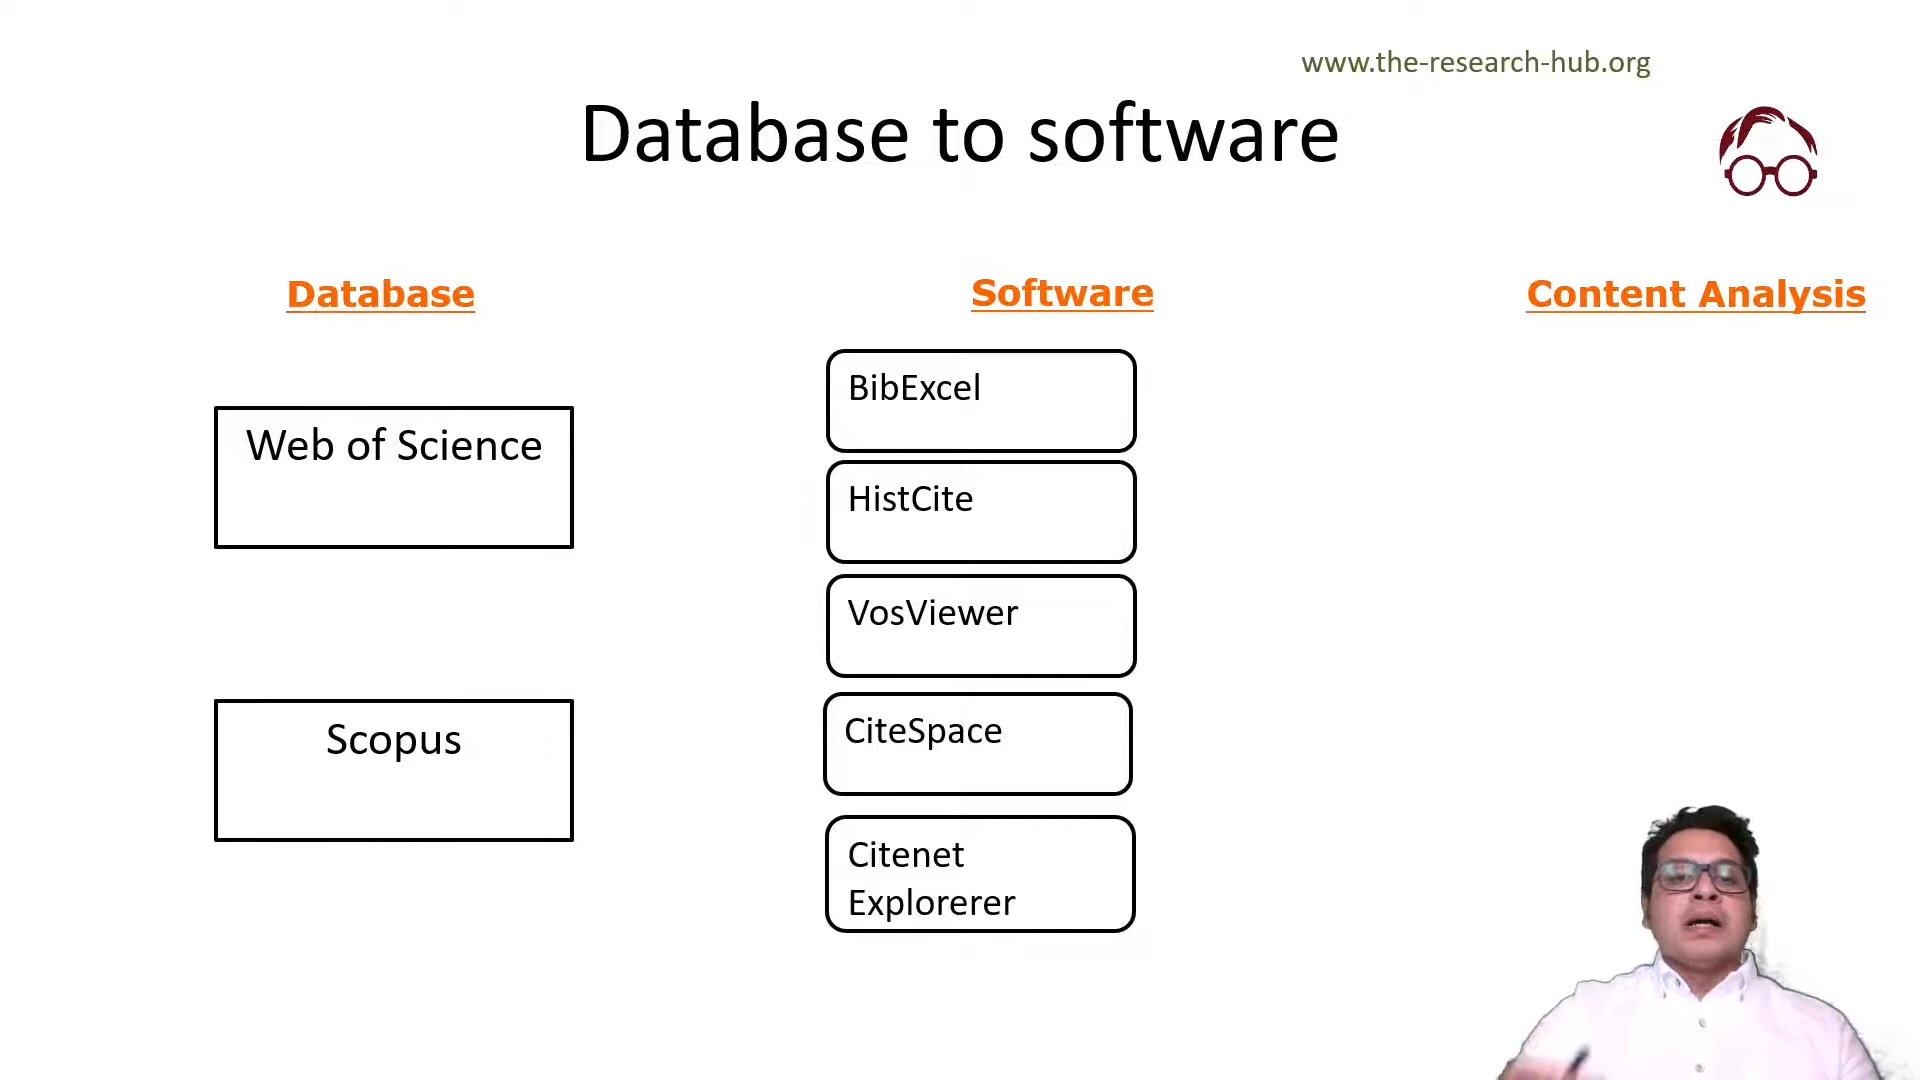 www.the-research-hub.org
Database to software
Database
Software
Content Analysis
Web of Science
Scopus
BibExcel
HistCite
VosViewer
CiteSpace
Citenet
Explorerer